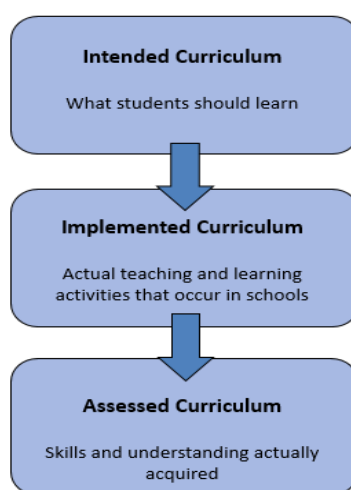 Intended Curriculum
What students should learn
Implemented Curriculum
Actual teaching and learning
activities that occur in schools
Assessed Curriculum
Skills and understanding actually
acquired